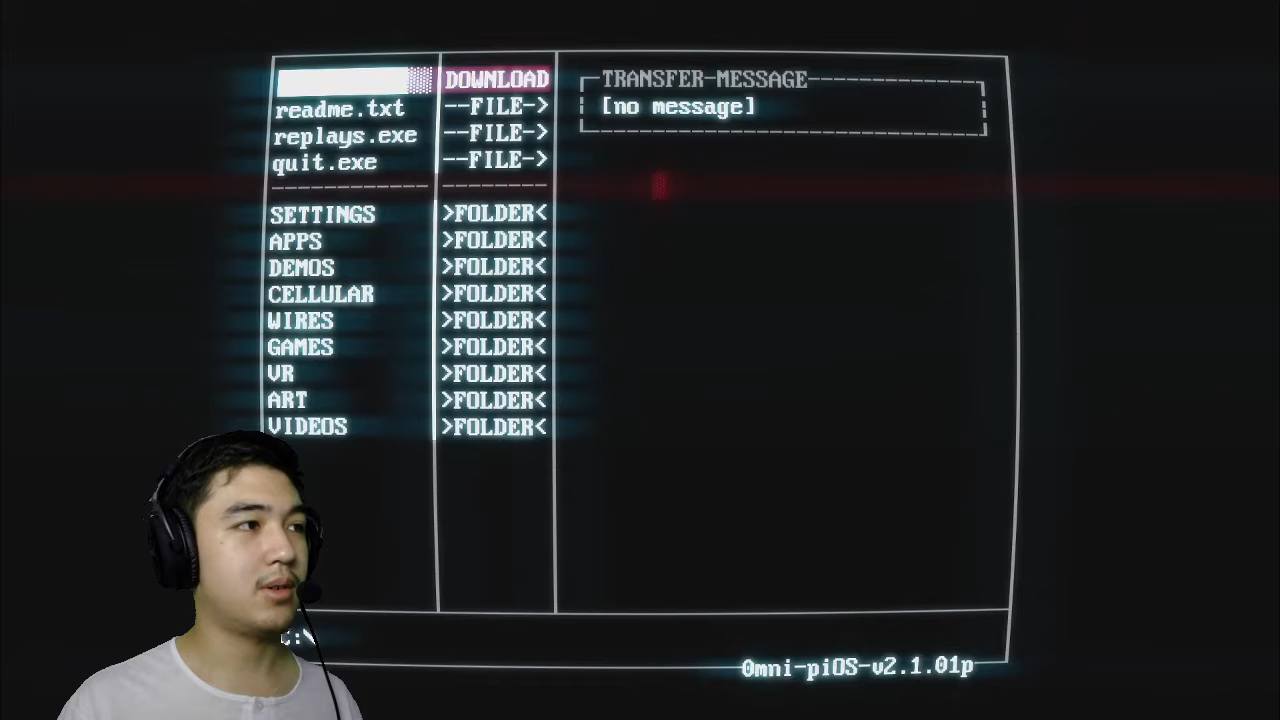 DOWNLOAD
TRANSFER-MESSAGE
[no message]
readme.txt --FILE->
replays.exe --FILE->
quit.exe --FILE->
SETTINGS >FOLDER<
APPS >FOLDER<
DEMOS >FOLDER<
CELLULAR >FOLDER<
WIRES >FOLDER<
GAMES >FOLDER<
VR >FOLDER<
ART >FOLDER<
VIDEOS >FOLDER<
C:\
0mni-piOS-v2.1.01p